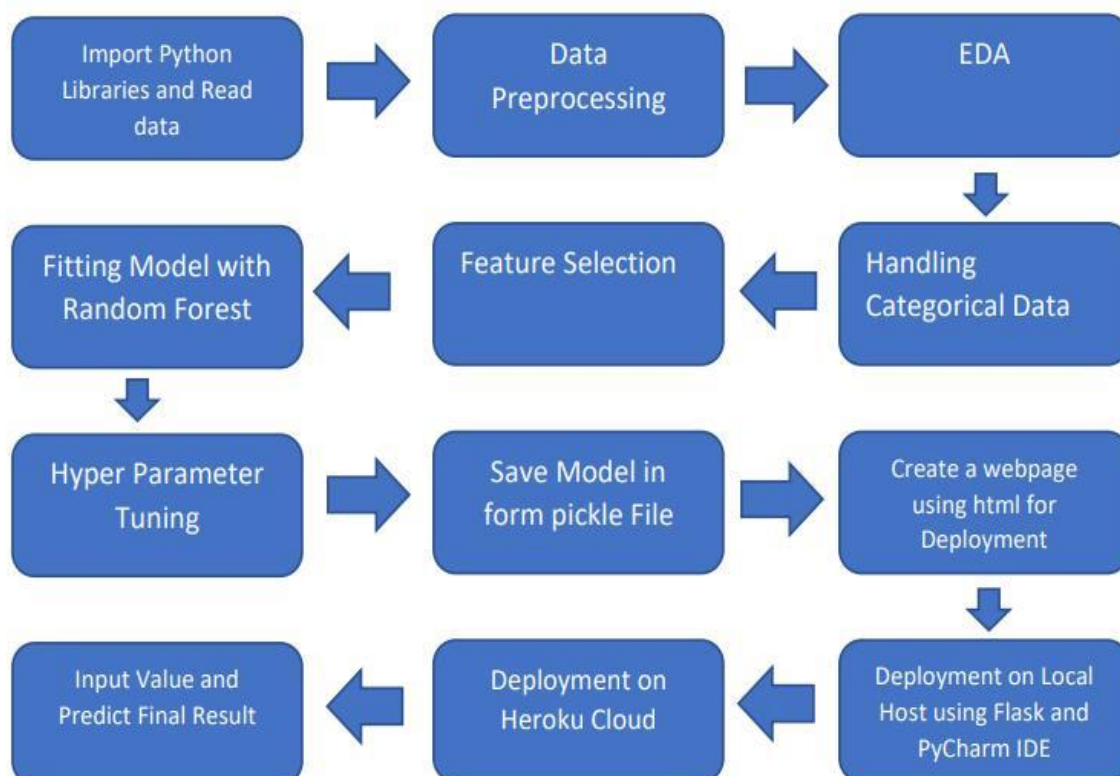 Import Python
Libraries and Read
data
Data
Preprocessing
EDA
Handling
Categorical Data
Feature Selection
Fitting Model with
Random Forest
Hyper Parameter
Tuning
Save Model in
form pickle File
Create a webpage
using html for
Deployment
Deployment on Local
Host using Flask and
PyCharm IDE
Deployment on
Heroku Cloud
Input Value and
Predict Final Result